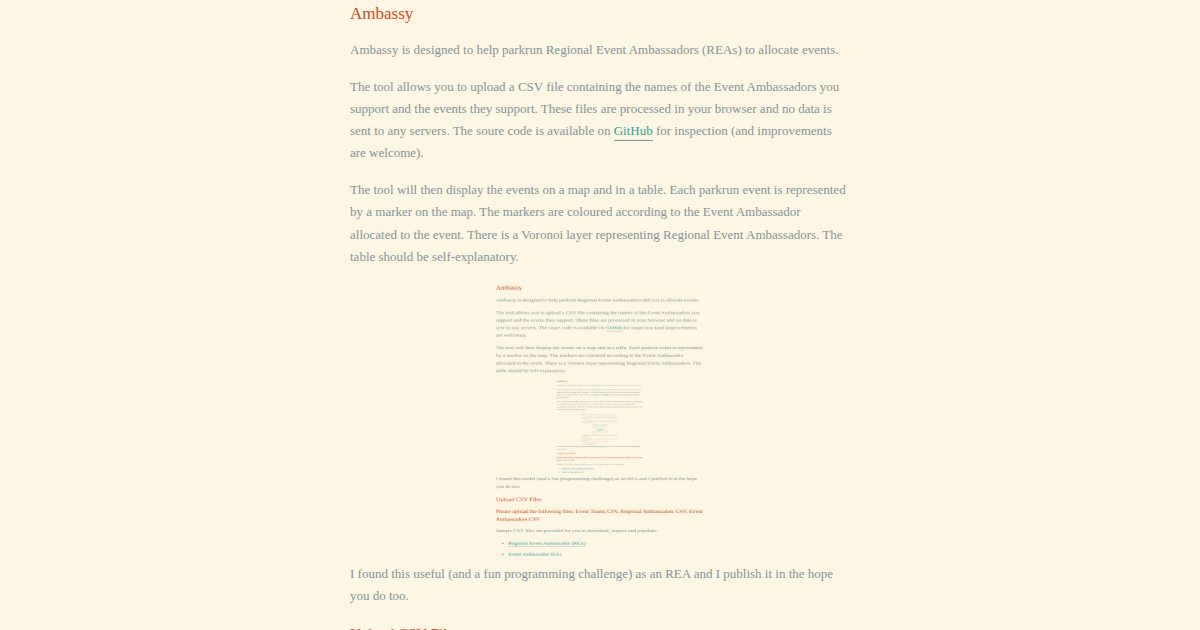 Ambassy
Ambassy is designed to help parkrun Regional Event Ambassadors (REAs) to allocate events.
The tool allows you to upload a CSV file containing the names of the Event Ambassadors you
support and the events they support. These files are processed in your browser and no data is
sent to any servers. The soure code is available on GitHub for inspection (and improvements
are welcome).
The tool will then display the events on a map and in a table. Each parkrun event is represented
by a marker on the map. The markers are coloured according to the Event Ambassador
allocated to the event. There is a Voronoi layer representing Regional Event Ambassadors. The
table should be self-explanatory.
Ambassy
Ambassy is designed to help parkrun Regional Event Ambassadors (REAs) to allocate events.
The tool allows you to upload a CSV file containing the names of the Event Ambassadors you
support and the events they support. These files are processed in your browser and no data is
sent to any servers. The soure code is available on GitHub for inspection (and improvements
are welcome).
The tool will then display the events on a map and in a table. Each parkrun event is represented
by a marker on the map. The markers are coloured according to the Event Ambassador
allocated to the event. There is a Voronoi layer representing Regional Event Ambassadors. The
table should be self-explanatory.
I found this useful (and a fun programming challenge) as an REA and I publish it in the hope
you do too.
Upload CSV Files
Please upload the following files: Event Teams CSV, Regional Ambassadors CSV, Event
Ambassadors CSV
Sample CSV files are provided for you to download, inspect and populate:
Regional Event Ambassador (REA)
Event Ambassador (EA)
I found this useful (and a fun programming challenge) as an REA and I publish it in the hope
you do too.